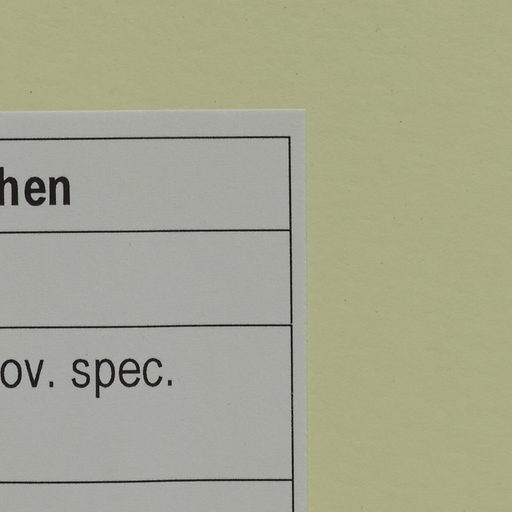 hen
ov. spec.